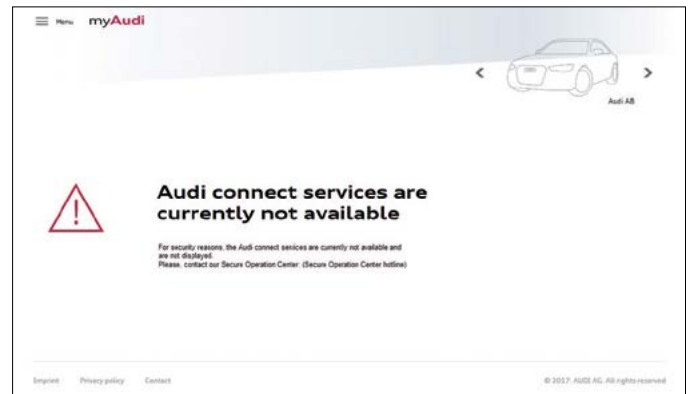 Menu myAudi
Audi A8
Audi connect services are
currently not available
For security reasons, the Audi connect services are currently not available and
are not displayed.
Please, contact our Secure Operation Center. (Secure Operation Center hotline)
Imprint Privacy policy Contact © 2017. AUDI AG. All rights reserved